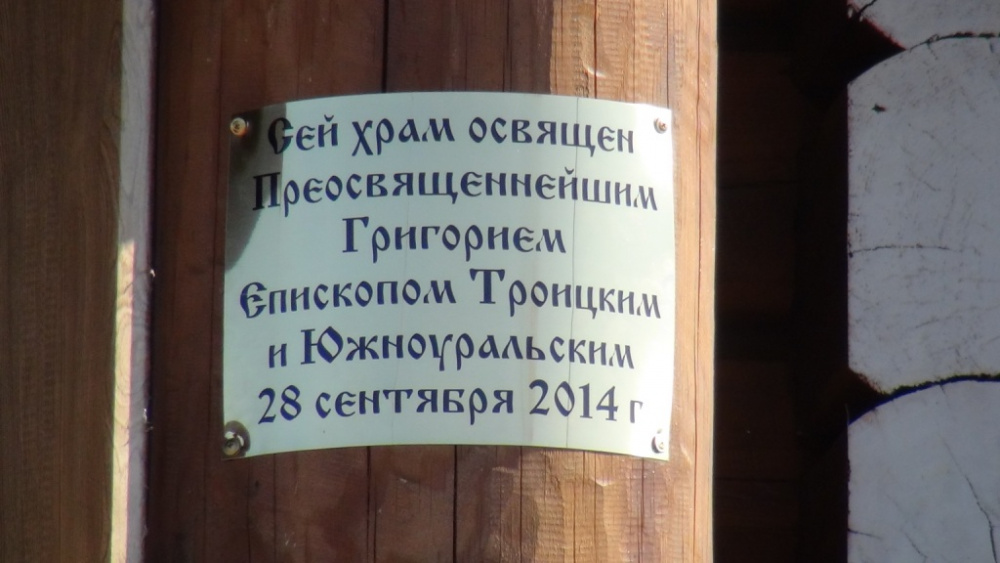 Сей храм освящен
Преосвященнейшим
Григорием
Епископом Троицким
и Южноуральским
28 сентября 2014 г